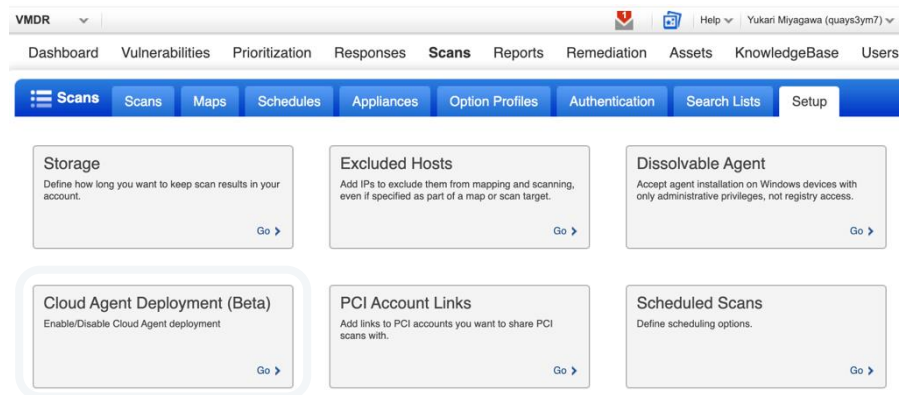 VMDR
1
Help
Yukari Miyagawa (quays3ym7)
Dashboard Vulnerabilities Prioritization Responses Scans Reports Remediation Assets KnowledgeBase Users
Scans Scans Maps Schedules Appliances Option Profiles Authentication Search Lists Setup
Storage
Define how long you want to keep scan results in your
account.
Go
Excluded Hosts
Add IPs to exclude them from mapping and scanning,
even if specified as part of a map or scan target.
Go
Dissolvable Agent
Accept agent installation on Windows devices with
only administrative privileges, not registry access.
Go
Cloud Agent Deployment (Beta)
Enable/Disable Cloud Agent deployment
Go
PCI Account Links
Add links to PCI accounts you want to share PCI
scans with.
Go
Scheduled Scans
Define scheduling options.
Go